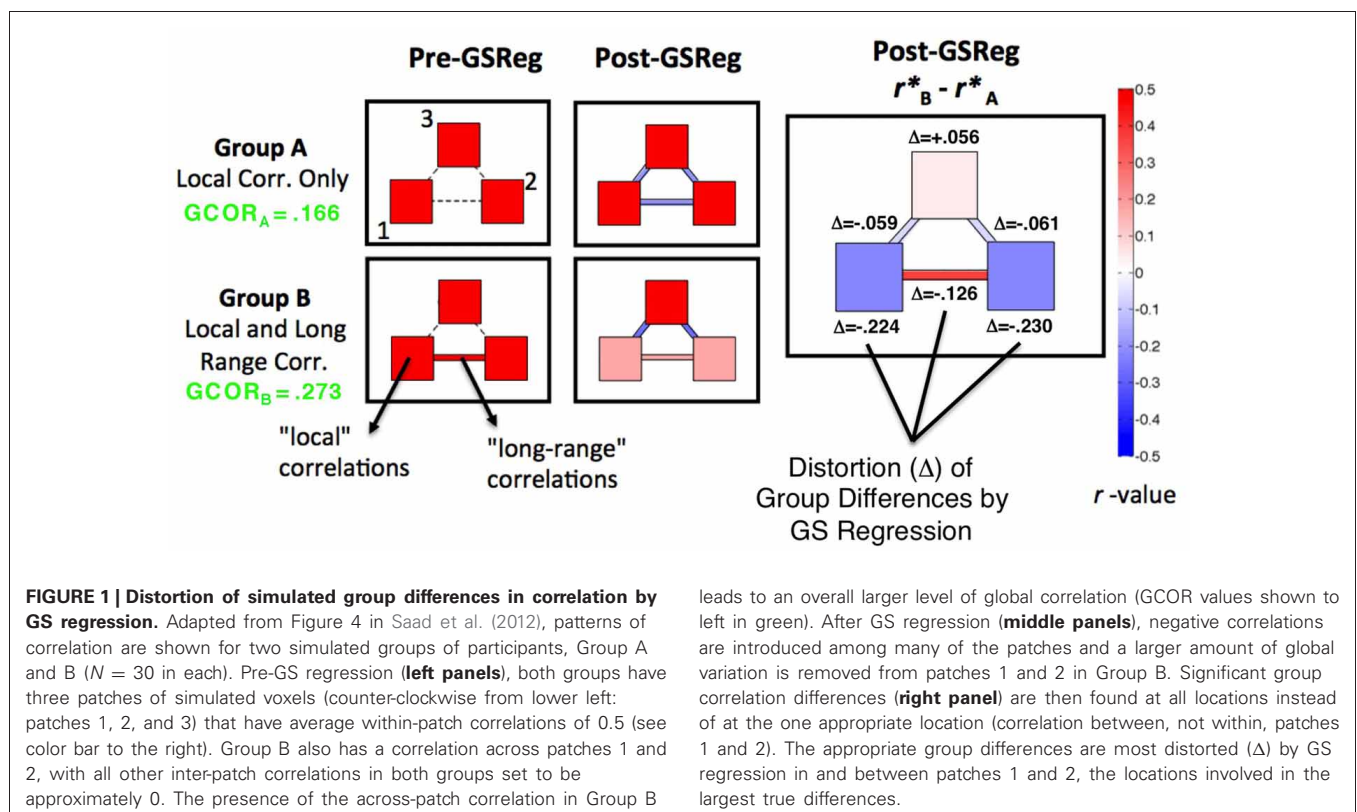 Pre-GSReg
Post-GSReg
Post-GSReg
r*B - r*A
Group A
Local Corr. Only
GCORA = .166
3
2
1
Group B
Local and Long
Range Corr.
GCORB = .273
"local"
correlations
"long-range"
correlations
Δ=+.056
Δ=-.059
Δ=-.061
Δ=-.126
Δ=-.224
Δ=-.230
Distortion (Δ) of
Group Differences by
GS Regression
0.5
0.4
0.3
0.2
0.1
0
-0.1
-0.2
-0.3
-0.4
-0.5
r -value
FIGURE 1 | Distortion of simulated group differences in correlation by
GS regression. Adapted from Figure 4 in Saad et al. (2012), patterns of
correlation are shown for two simulated groups of participants, Group A
and B (N = 30 in each). Pre-GS regression (left panels), both groups have
three patches of simulated voxels (counter-clockwise from lower left:
patches 1, 2, and 3) that have average within-patch correlations of 0.5 (see
color bar to the right). Group B also has a correlation across patches 1 and
2, with all other inter-patch correlations in both groups set to be
approximately 0. The presence of the across-patch correlation in Group B
leads to an overall larger level of global correlation (GCOR values shown to
left in green). After GS regression (middle panels), negative correlations
are introduced among many of the patches and a larger amount of global
variation is removed from patches 1 and 2 in Group B. Significant group
correlation differences (right panel) are then found at all locations instead
of at the one appropriate location (correlation between, not within, patches
1 and 2). The appropriate group differences are most distorted (Δ) by GS
regression in and between patches 1 and 2, the locations involved in the
largest true differences.